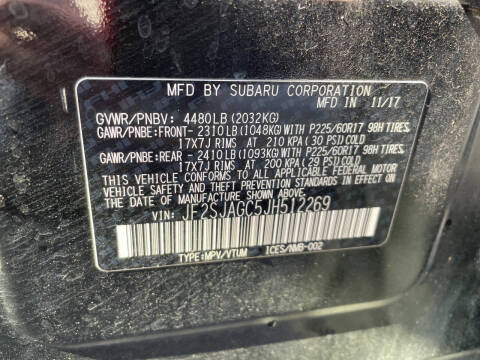 MFD BY SUBARU CORPORATION
IN 11/17
GVWR/PNBV: 4480LB (2032KG)
GAWR/PNBE:FRONT- 2310 LB (1048KG) WITH P225/60R17 98H TIRES,
17X7J RIMS AT 210 KPA (30 PSI) COLD
GAWR/PNBE:REAR - 2410 LB (1093KG) WITH P225/60R17 98H TIRES,
17X7J RIMS AT 200 KPA (29 PSI) COLD
THIS VEHICLE CONFORMS TO ALL APPLICABLE FEDERAL MOTOR
VEHICLE SAFETY AND THEFT PREVENTION STANDARDS IN EFFECT ON
THE DATE OF MANUFACTURE SHOWN ABOVE.
VIN: JF2SJAGC5JH512269
TYPE:MPV/VTUM ICES/NMB-002